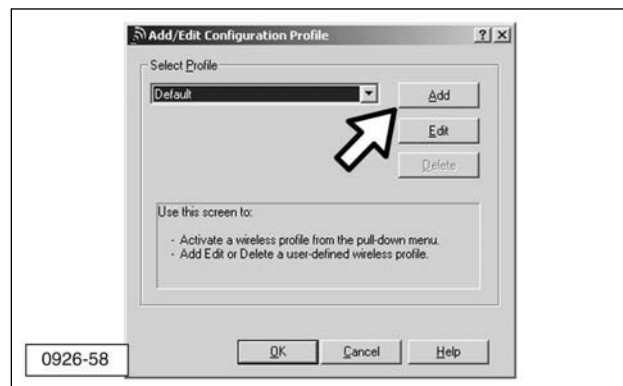 Add/Edit Configuration Profile
Select Profile
Default
Add
Edit
Delete
Use this screen to:
- Activate a wireless profile from the pull-down menu.
- Add Edit or Delete a user-defined wireless profile.
OK Cancel Help
0926-58